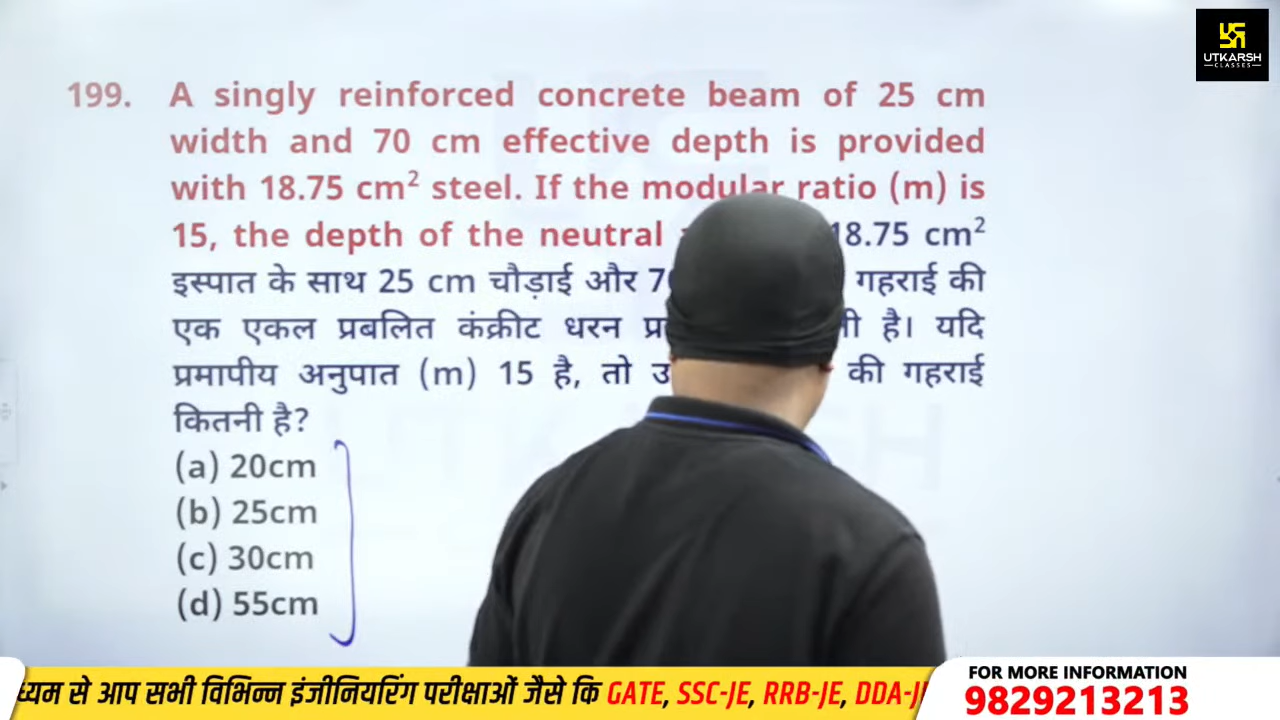 UTKARSH
CLASSES
199. A singly reinforced concrete beam of 25 cm
width and 70 cm effective depth is provided
with 18.75 cm² steel. If the modular ratio (m) is
15, the depth of the neutral 18.75 cm²
इस्पात के साथ 25 cm चौड़ाई और गहराई की
एक एकल प्रबलित कंक्रीट धरन है। यदि
प्रमापीय अनुपात (m) 15 है, तो की गहराई
कितनी है?
(a) 20cm
(b) 25cm
(c) 30cm
(d) 55cm
से आप सभी विभिन्न इंजीनियरिंग परीक्षाओं जैसे कि GATE, SSC-JE, RRB-JE,
FOR MORE INFORMATION
9829213213